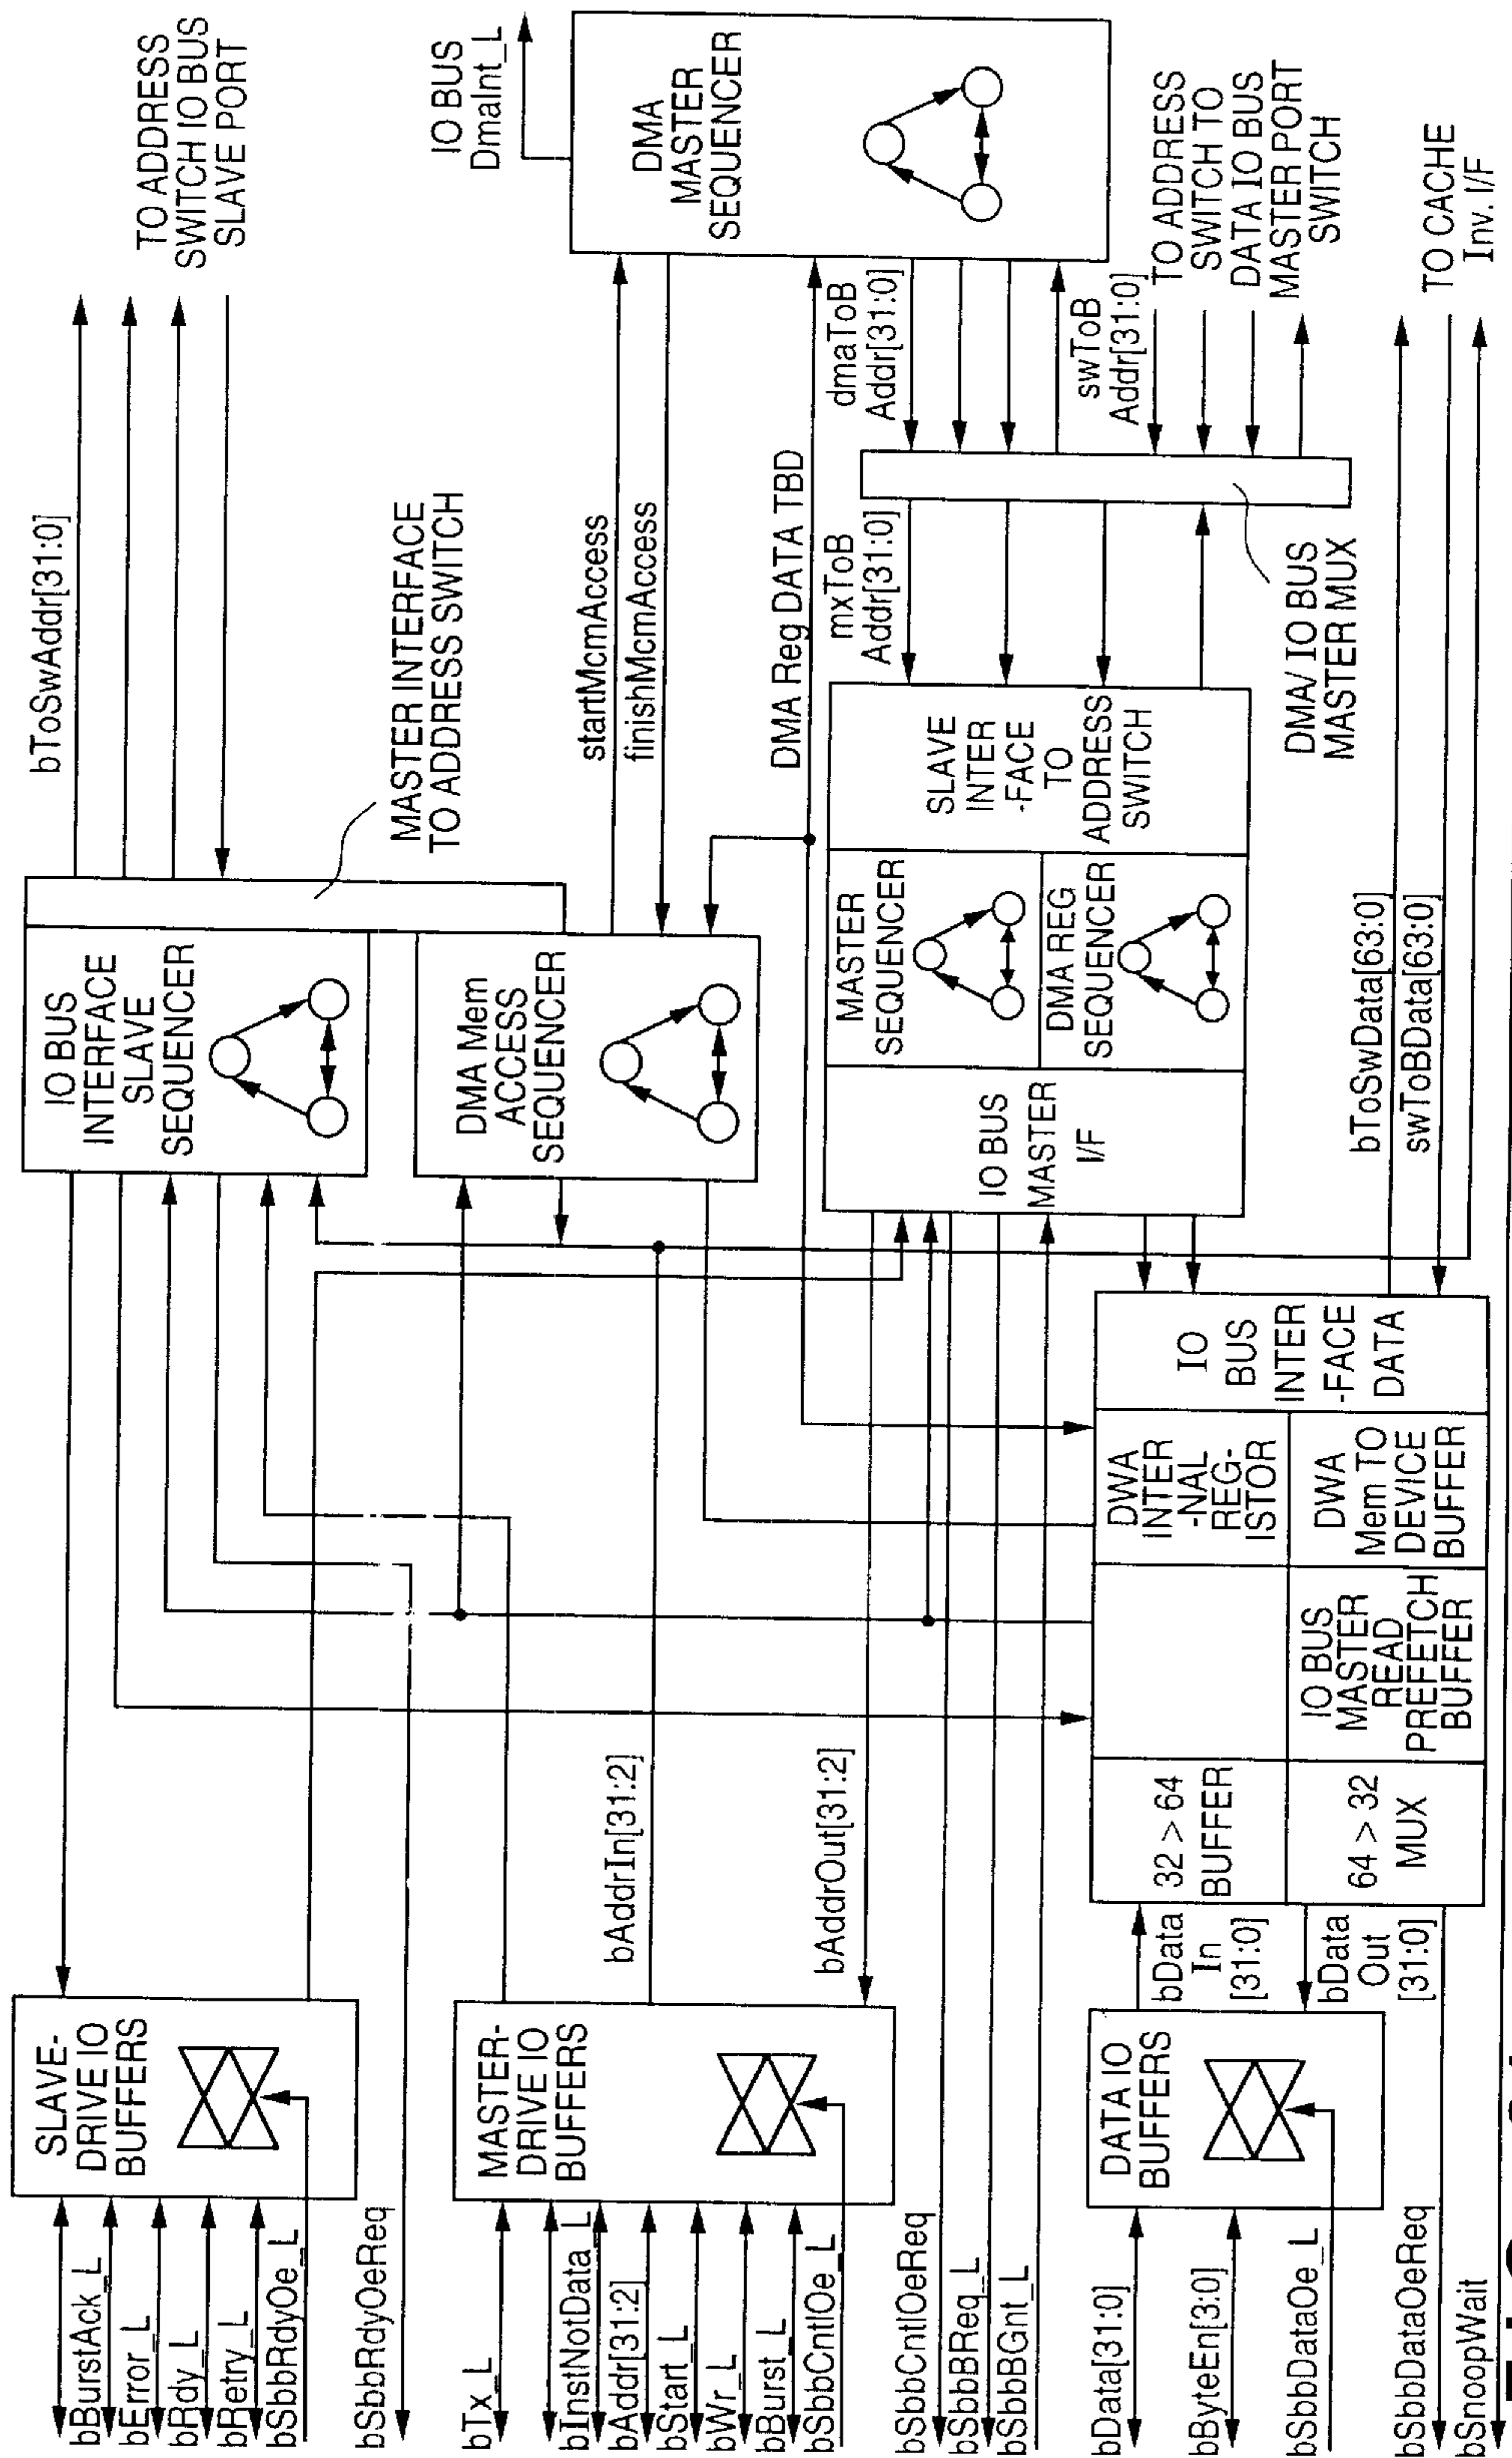 TO ADDRESS
SWITCH IO BUS
SLAVE PORT
bToSwAddr[31:0]
MASTER INTERFACE
TO ADDRESS SWITCH
IO BUS
INTERFACE
SLAVE
SEQUENCER
SLAVE-
DRIVE IO
BUFFERS
bBurstAck_L
bError_L
bRdy_L
bRetry_L
bSbbRdyOe_L
bSbbRdyOeReq
IO BUS
DmaInt_L
DMA
MASTER
SEQUENCER
startMcmAccess
finishMcmAccess
DMA Reg DATA TBD
DMA Mem
ACCESS
SEQUENCER
MASTER-
DRIVE IO
BUFFERS
bAddrIn[31:2]
bAddrOut[31:2]
bTx_L
bInstNotData_L
bAddr[31:2]
bStart_L
bWr_L
bBurst_L
bSbbCntlOe_L
bSbbCntlOeReq
bSbbBReq_L
bSbbBGnt_L
dmaToB
Addr[31:0]
swToB
Addr[31:0]
TO ADDRESS
SWITCH TO
DATA IO BUS
MASTER PORT
SWITCH
mxToB
Addr[31:0]
DMA/ IO BUS
MASTER MUX
SLAVE
INTER
-FACE
TO
ADDRESS
SWITCH
MASTER
SEQUENCER
DMA REG
SEQUENCER
IO BUS
MASTER
I/F
TO CACHE
Inv. I/F
bToSwData[63:0]
swToBData[63:0]
IO
BUS
INTER
-FACE
DATA
DWA
INTER
-NAL
REG-
ISTOR
DWA
Mem TO
DEVICE
BUFFER
IO BUS
MASTER
READ
PREFETCH
BUFFER
32 > 64
BUFFER
64 > 32
MUX
bData
In
[31:0]
bData
Out
[31:0]
DATA IO
BUFFERS
bData[31:0]
bByteEn[3:0]
bSbbDataOe_L
bSbbDataOeReq
bSnoopWait